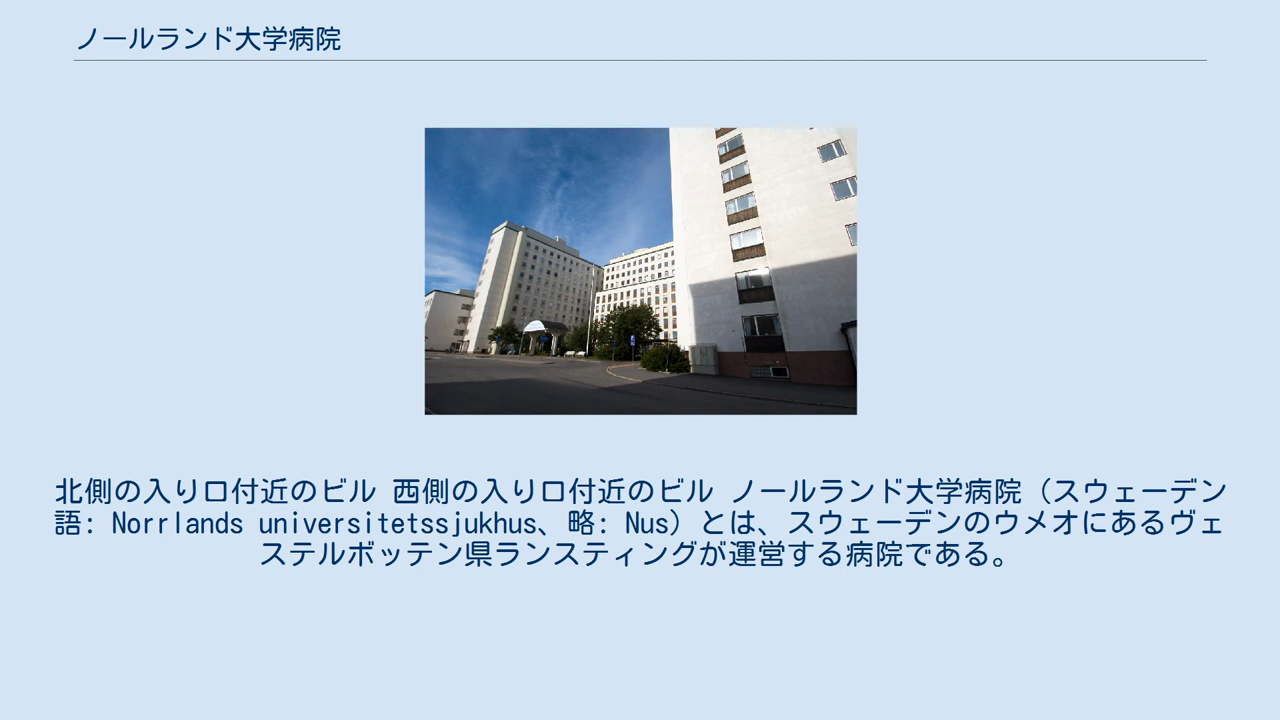 ノールランド大学病院
北側の入り口付近のビル 西側の入り口付近のビル ノールランド大学病院（スウェーデン
語: Norrlands universitetssjukhus、略: Nus）とは、スウェーデンのウメオにあるヴェ
ステルボッテン県ランスティングが運営する病院である。